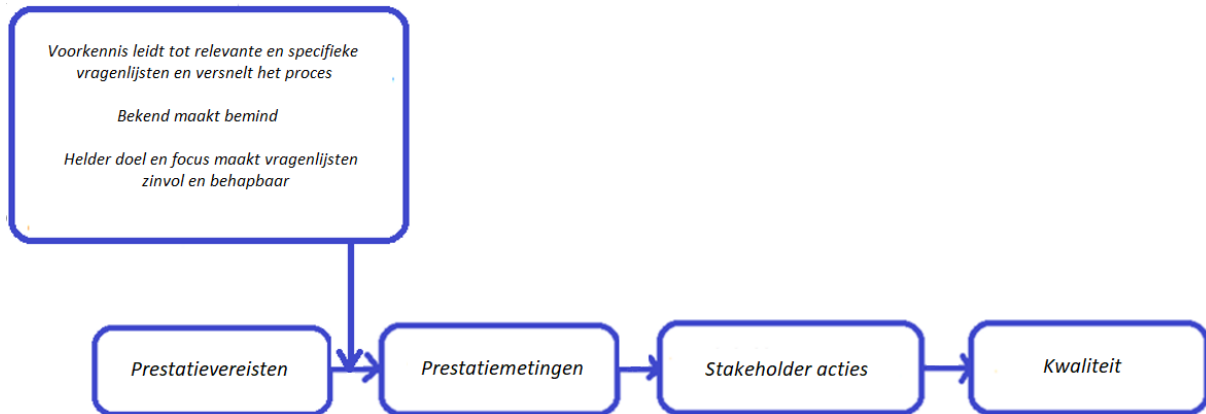 Voorkennis leidt tot relevante en specifieke
vragenlijsten en versnelt het proces
Bekend maakt bemind
Helder doel en focus maakt vragenlijsten
zinvol en behapbaar
Prestatievereisten
Prestatiemetingen
Stakeholder acties
Kwaliteit